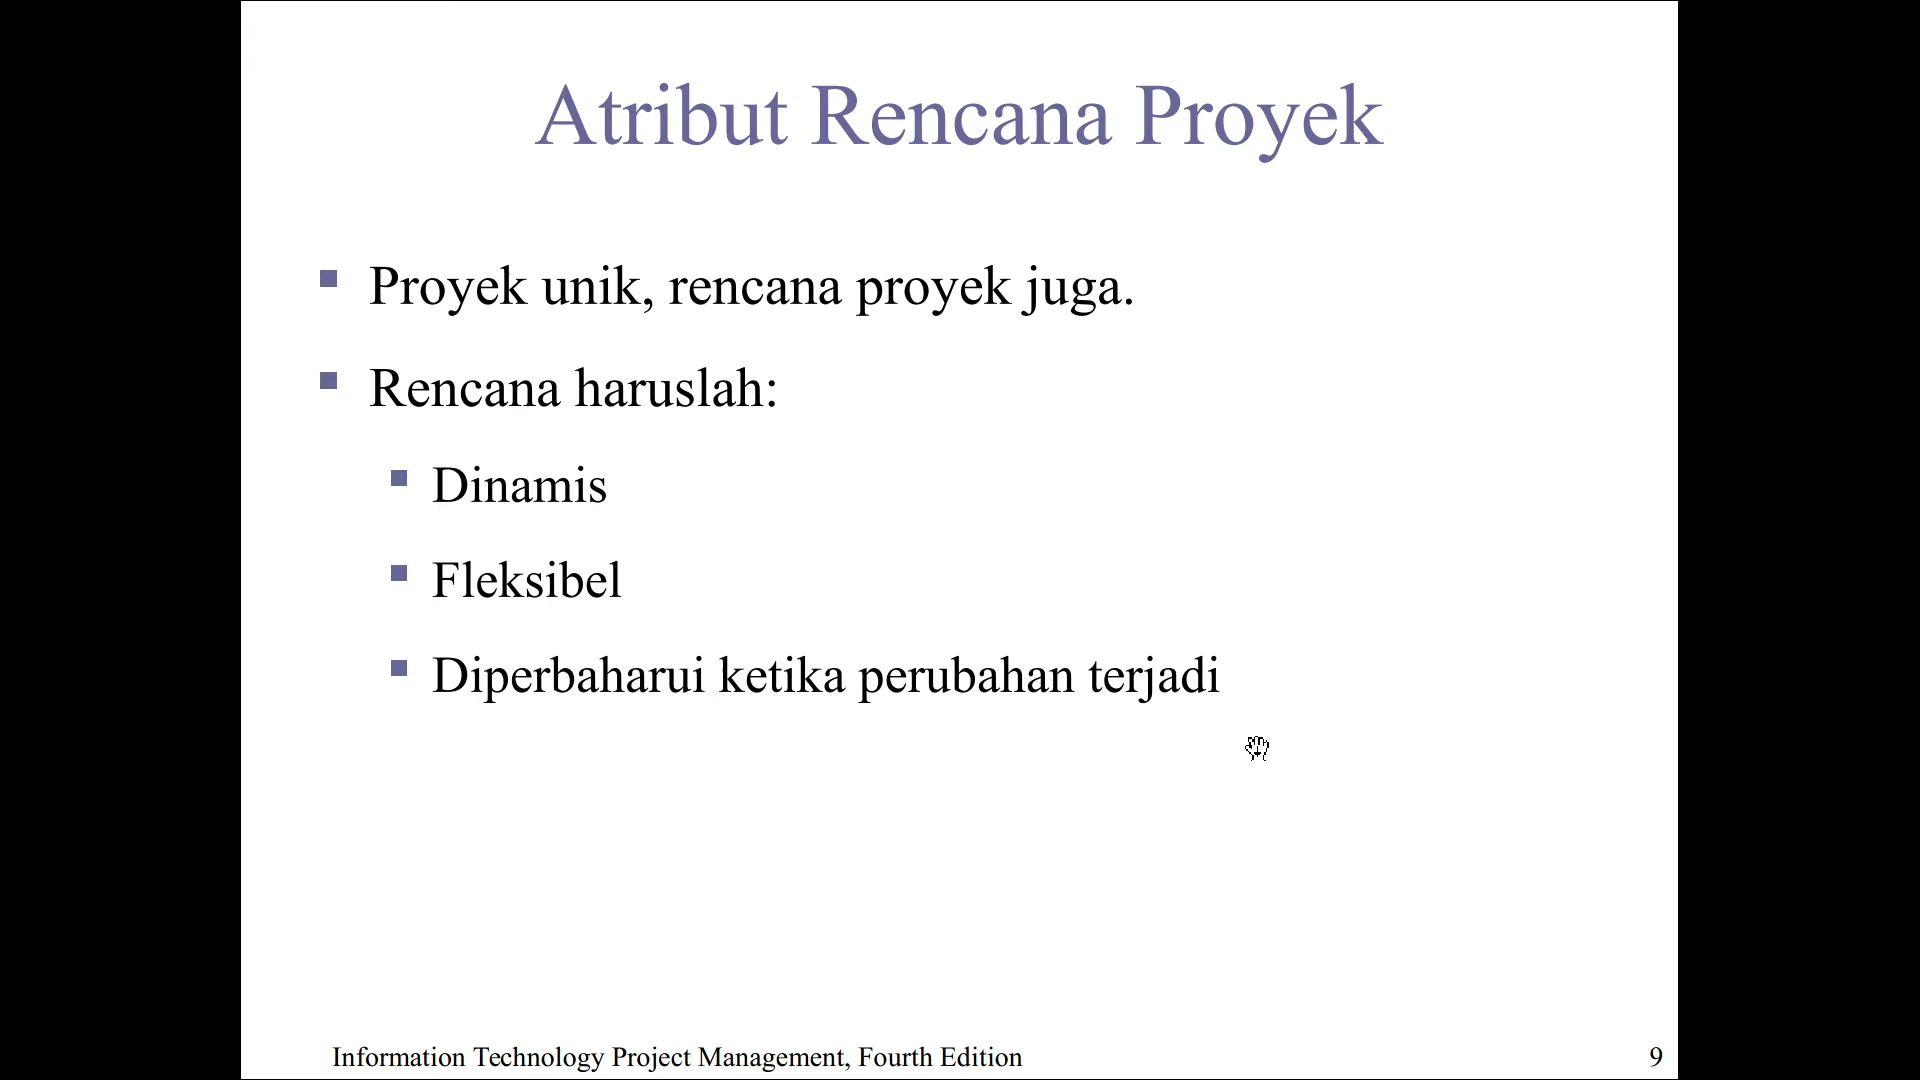 Atribut Rencana Proyek
Proyek unik, rencana proyek juga.
Rencana haruslah:
Dinamis
Fleksibel
Diperbaharui ketika perubahan terjadi
Information Technology Project Management, Fourth Edition
9